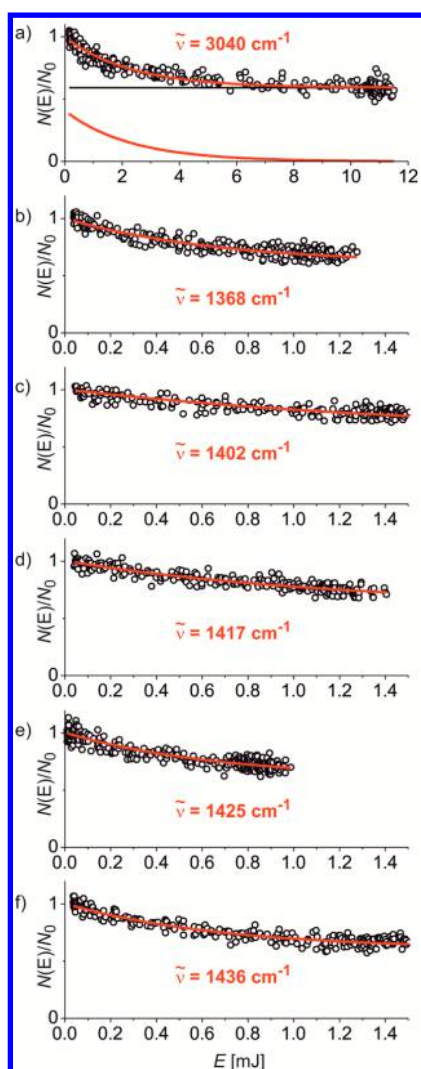 a)
N(E)/N₀
1
0
ν̃ = 3040 cm⁻¹
0 2 4 6 8 10 12
b)
N(E)/N₀
1
0
ν̃ = 1368 cm⁻¹
0.0 0.2 0.4 0.6 0.8 1.0 1.2 1.4
c)
N(E)/N₀
1
0
ν̃ = 1402 cm⁻¹
0.0 0.2 0.4 0.6 0.8 1.0 1.2 1.4
d)
N(E)/N₀
1
0
ν̃ = 1417 cm⁻¹
0.0 0.2 0.4 0.6 0.8 1.0 1.2 1.4
e)
N(E)/N₀
1
0
ν̃ = 1425 cm⁻¹
0.0 0.2 0.4 0.6 0.8 1.0 1.2 1.4
f)
N(E)/N₀
1
0
ν̃ = 1436 cm⁻¹
0.0 0.2 0.4 0.6 0.8 1.0 1.2 1.4
E [mJ]